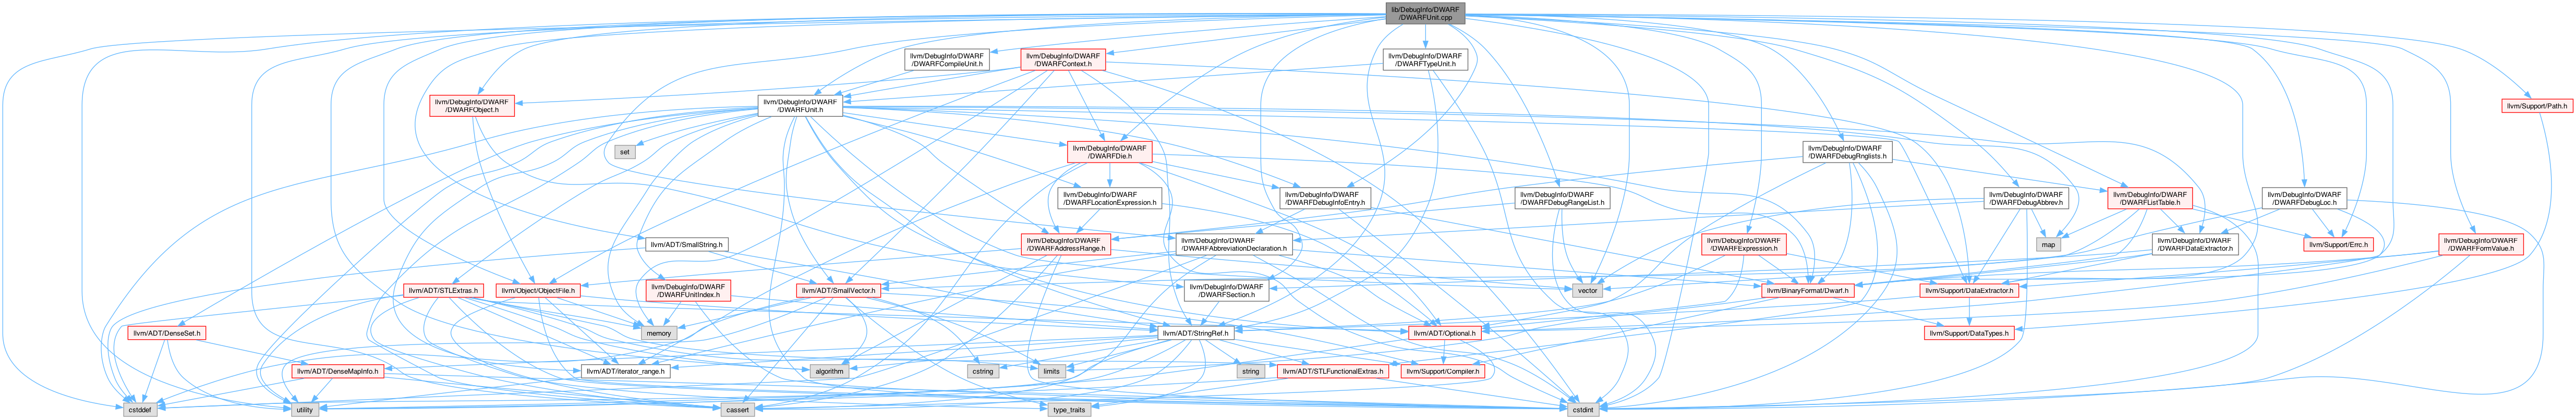 lib/DebugInfo/DWARF
/DWARFUnit.cpp
llvm/DebugInfo/DWARF
/DWARFCompileUnit.h
llvm/DebugInfo/DWARF
/DWARFContext.h
llvm/DebugInfo/DWARF
/DWARFTypeUnit.h
llvm/DebugInfo/DWARF
/DWARFObject.h
llvm/DebugInfo/DWARF
/DWARFUnit.h
llvm/Support/Path.h
set
llvm/DebugInfo/DWARF
/DWARFDie.h
llvm/DebugInfo/DWARF
/DWARFDebugRnglists.h
llvm/DebugInfo/DWARF
/DWARFLocationExpression.h
llvm/DebugInfo/DWARF
/DWARFDebugInfoEntry.h
llvm/DebugInfo/DWARF
/DWARFDebugRangeList.h
llvm/DebugInfo/DWARF
/DWARFDebugAbbrev.h
llvm/DebugInfo/DWARF
/DWARFListTable.h
llvm/DebugInfo/DWARF
/DWARFDebugLoc.h
llvm/ADT/SmallString.h
llvm/DebugInfo/DWARF
/DWARFAddressRange.h
llvm/DebugInfo/DWARF
/DWARFAbbreviationDeclaration.h
llvm/DebugInfo/DWARF
/DWARFExpression.h
map
llvm/DebugInfo/DWARF
/DWARFDataExtractor.h
llvm/Support/Errc.h
llvm/DebugInfo/DWARF
/DWARFFormValue.h
llvm/ADT/STLExtras.h
llvm/Object/ObjectFile.h
llvm/DebugInfo/DWARF
/DWARFUnitIndex.h
llvm/ADT/SmallVector.h
llvm/DebugInfo/DWARF
/DWARFSection.h
vector
llvm/BinaryFormat/Dwarf.h
llvm/Support/DataExtractor.h
llvm/ADT/DenseSet.h
memory
llvm/ADT/StringRef.h
llvm/ADT/Optional.h
llvm/Support/DataTypes.h
llvm/ADT/DenseMapInfo.h
llvm/ADT/iterator_range.h
algorithm
cstring
limits
string
llvm/ADT/STLFunctionalExtras.h
llvm/Support/Compiler.h
cstddef
utility
cassert
type_traits
cstdint